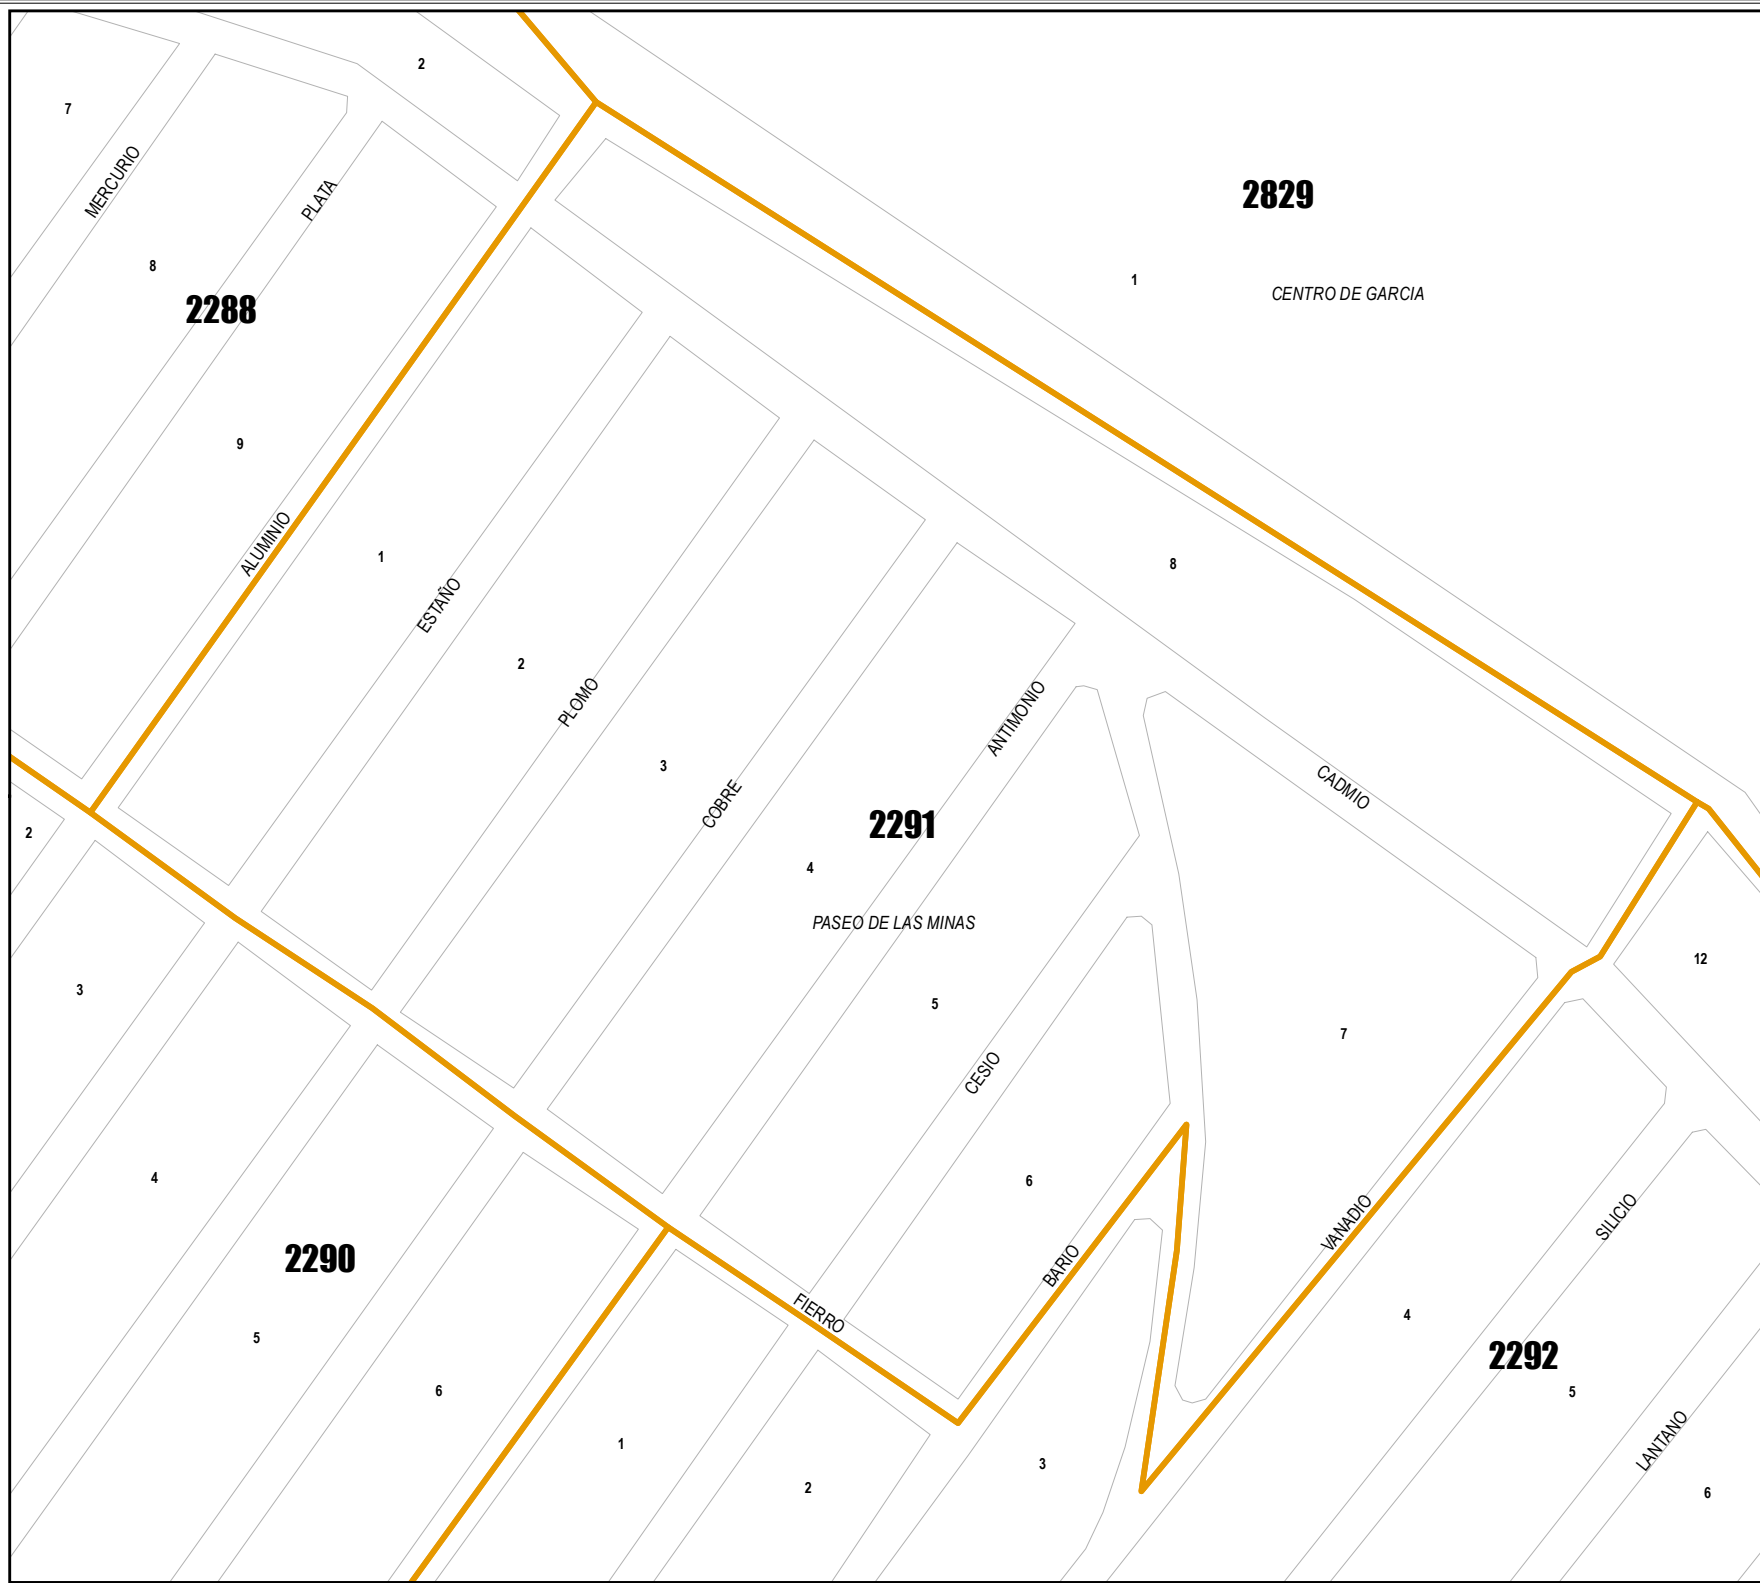 2
7
MERCURIO
PLATA
2829
8
1
CENTRO DE GARCIA
2288
9
ALUMINIO
1
8
ESTAÑO
2
PLOMO
ANTIMONIO
3
CADMIO
COBRE
2291
2
4
PASEO DE LAS MINAS
12
3
5
7
CESIO
4
6
SILICIO
VANADIO
2290
BARIO
FIERRO
4
5
2292
6
5
1
LANTANO
3
2
6